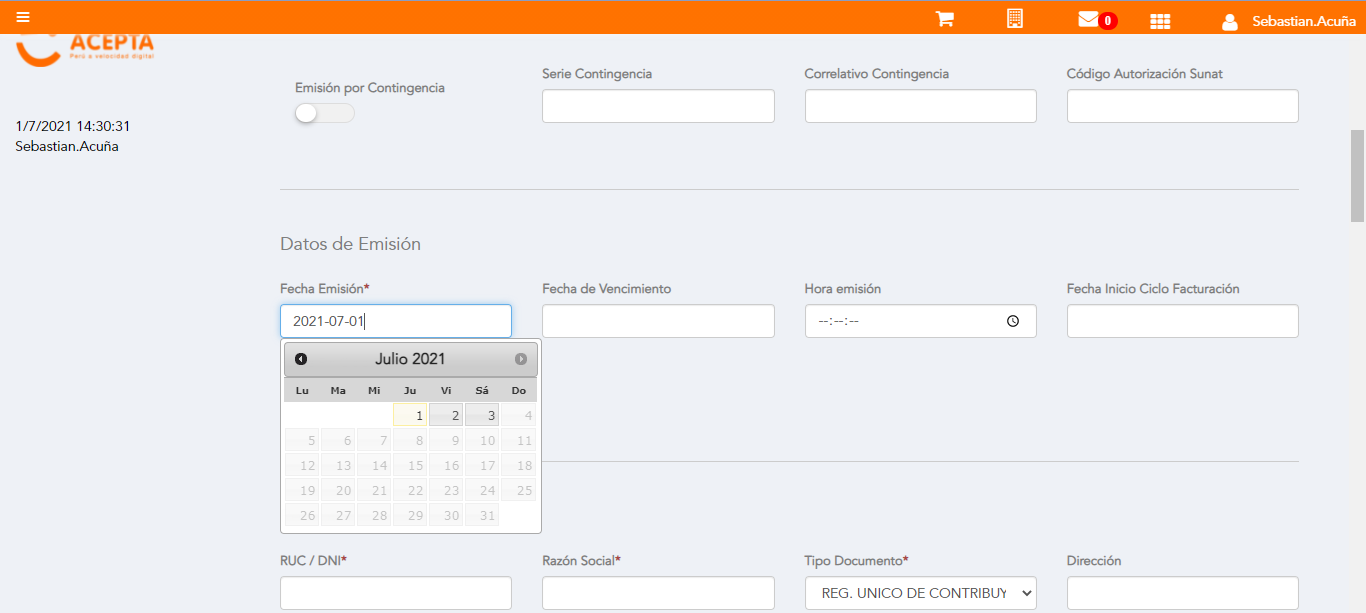 0
Sebastian.Acuña
ACEPTA
Perú a velocidad digital
1/7/2021 14:30:31
Sebastian.Acuña
Emisión por Contingencia
Serie Contingencia
Correlativo Contingencia
Código Autorización Sunat
Datos de Emisión
Fecha Emisión*
Fecha de Vencimiento
Hora emisión
Fecha Inicio Ciclo Facturación
2021-07-01
--:--:--
Julio 2021
Lu Ma Mi Ju Vi Sá Do
1 2 3 4
5 6 7 8 9 10 11
12 13 14 15 16 17 18
19 20 21 22 23 24 25
26 27 28 29 30 31
RUC / DNI*
Razón Social*
Tipo Documento*
Dirección
REG. UNICO DE CONTRIBUY